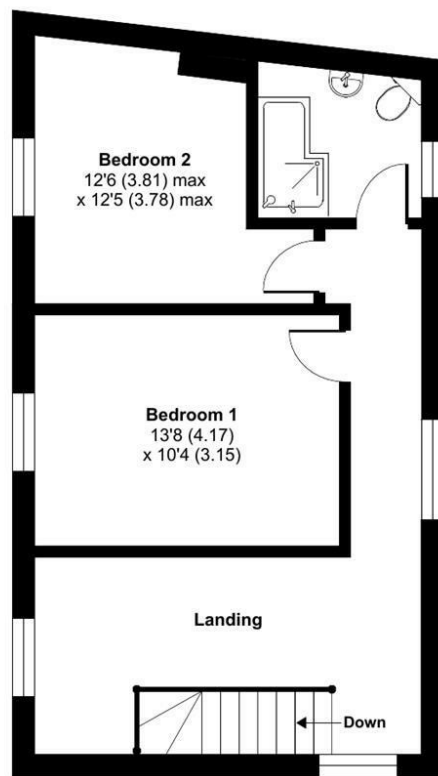 Bedroom 2
12'6 (3.81) max
x 12'5 (3.78) max
Bedroom 1
13'8 (4.17)
x 10'4 (3.15)
Landing
Down